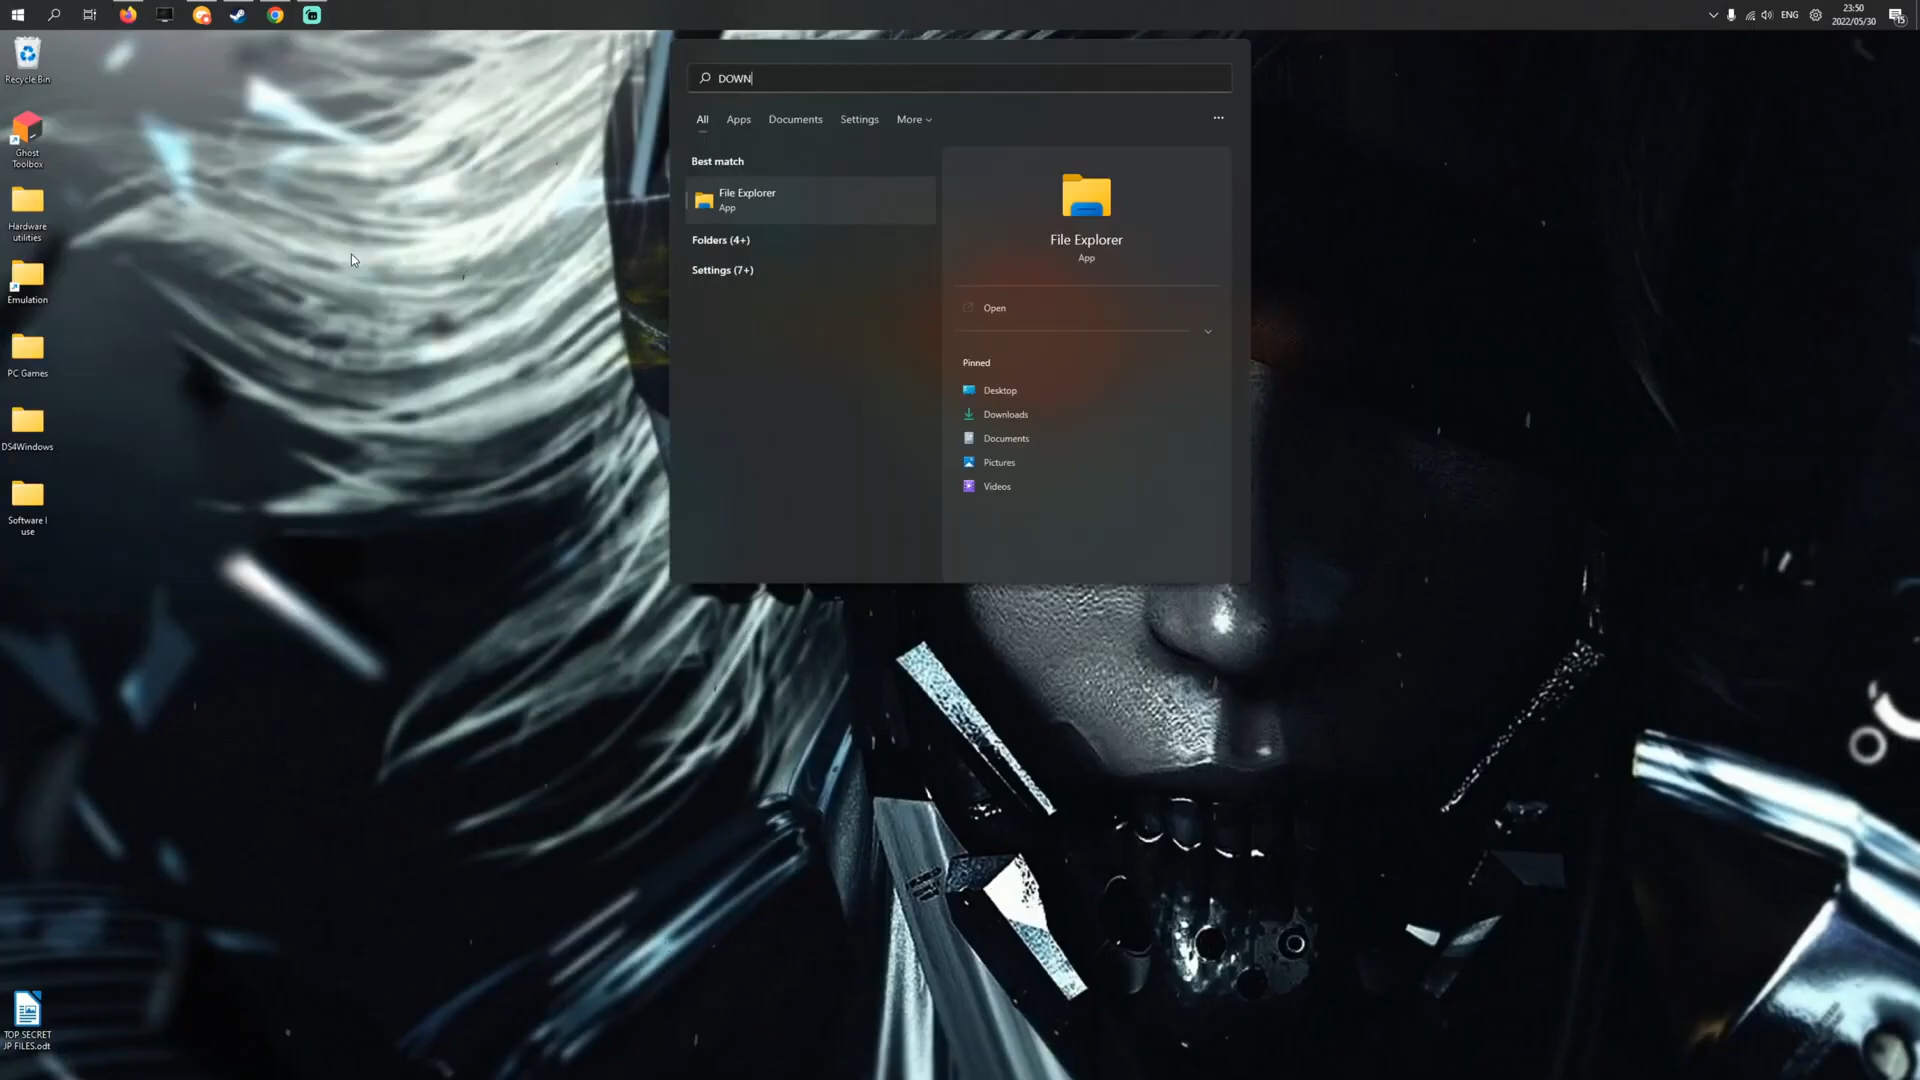 ENG
23:50
2022/05/30
15
Recycle Bin
Ghost
Toolbox
Hardware
utilities
Emulation
PC Games
DS4Windows
Software I
use
TOP SECRET
JP FILES.odt
DOWN
All
Apps
Documents
Settings
More
Best match
File Explorer
App
Folders (4+)
Settings (7+)
File Explorer
App
Open
Pinned
Desktop
Downloads
Documents
Pictures
Videos